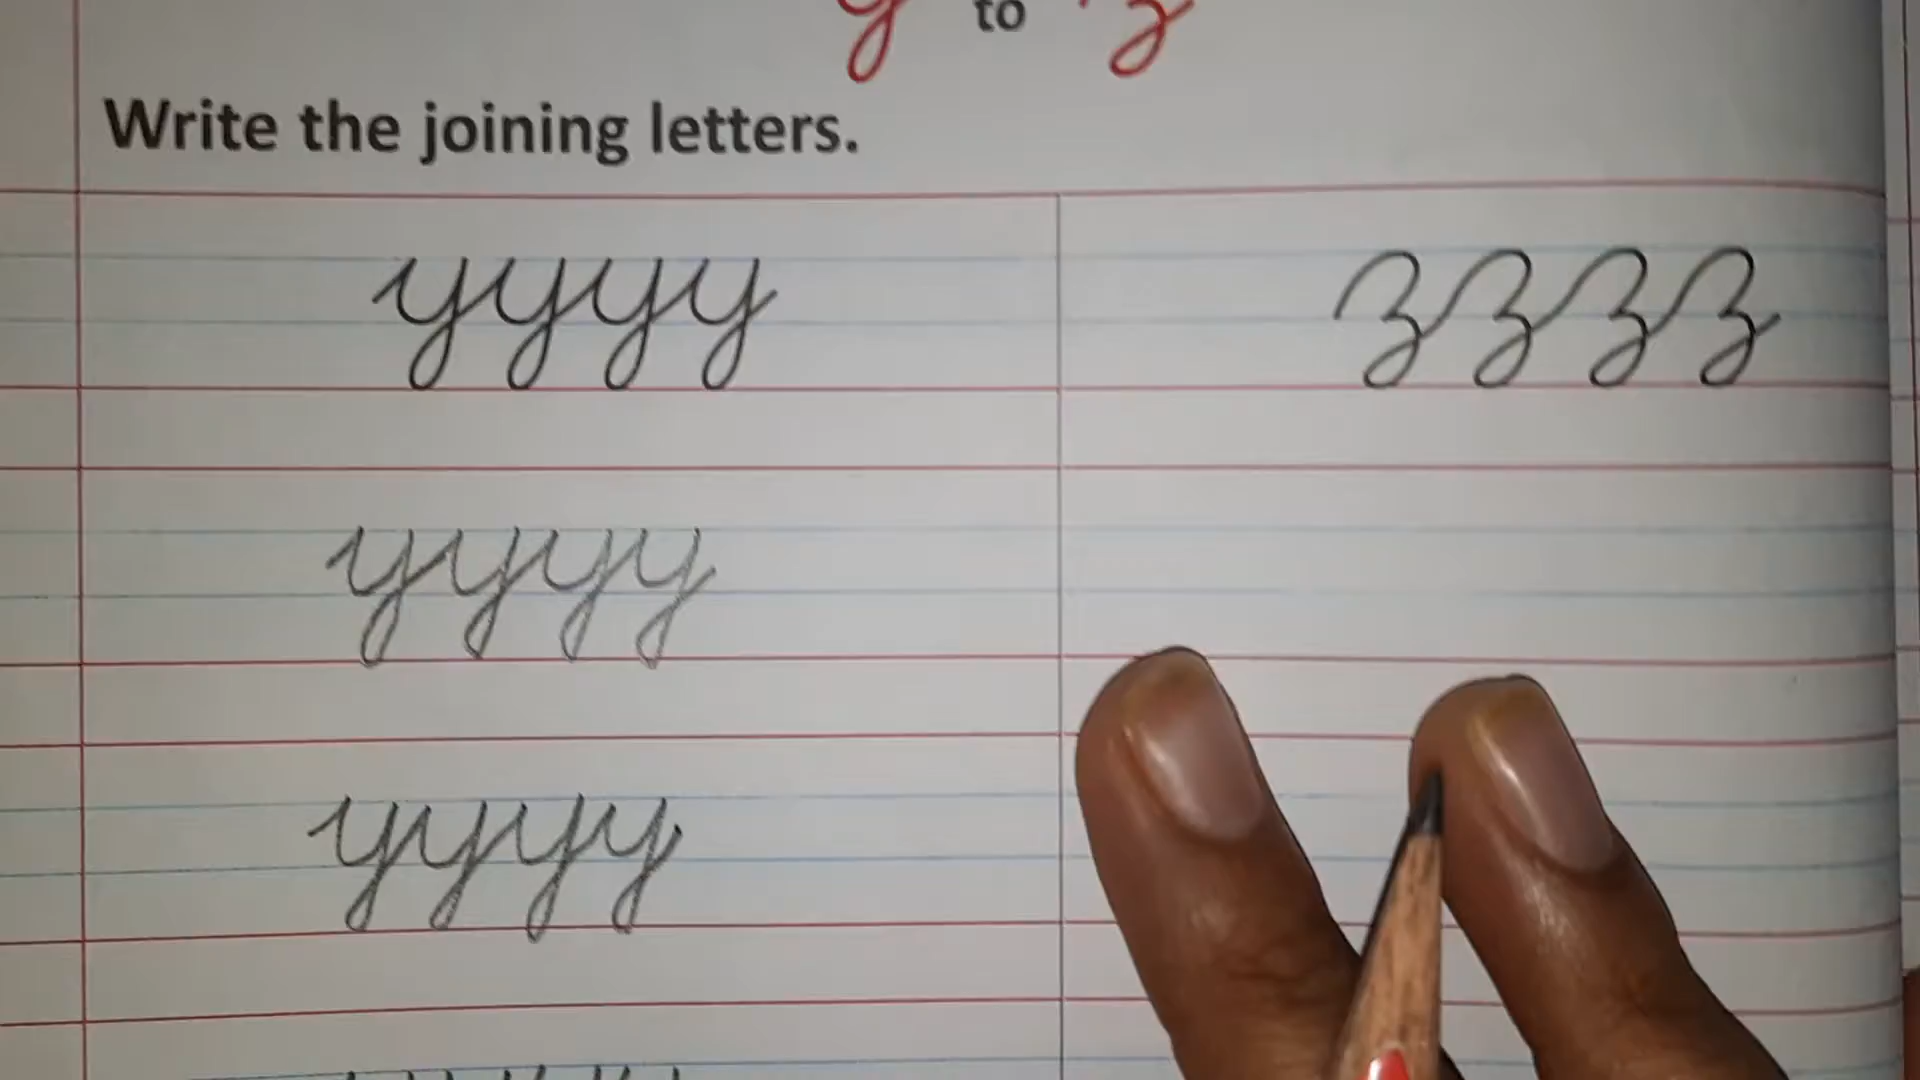 y to z
Write the joining letters.
yyyy zzzz
yyyy
yyyy